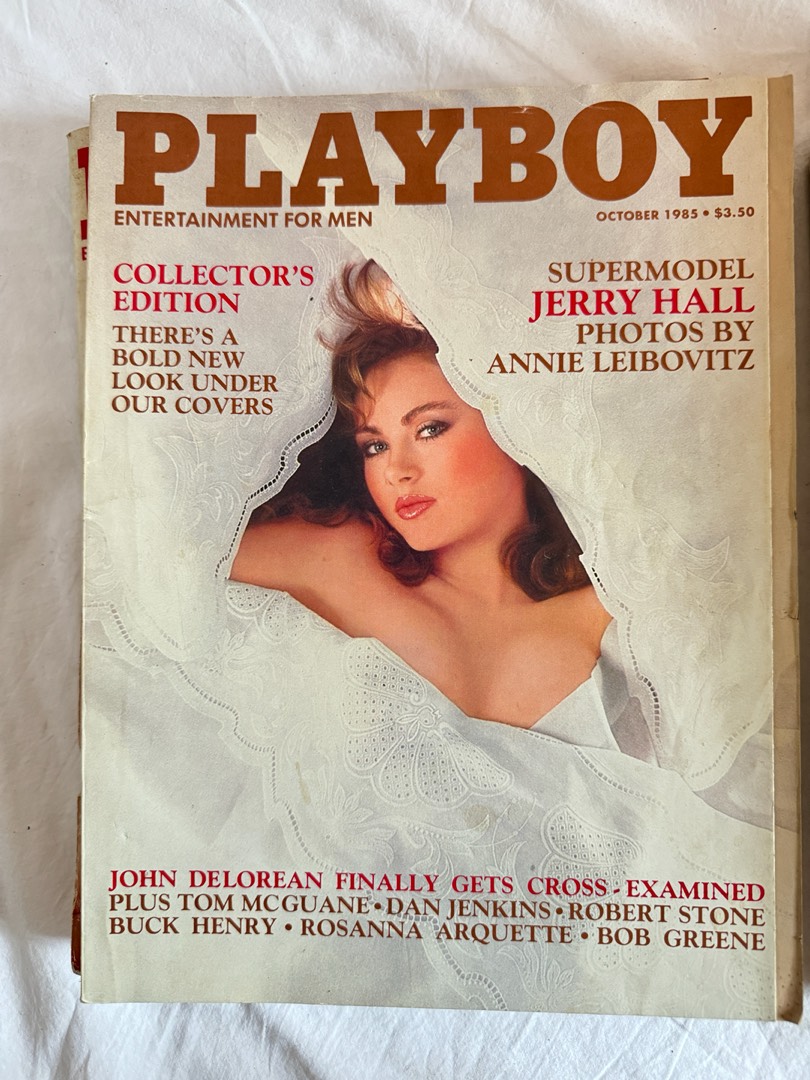 PLAYBOY
ENTERTAINMENT FOR MEN
OCTOBER 1985 • $3.50
COLLECTOR'S
EDITION
THERE'S A
BOLD NEW
LOOK UNDER
OUR COVERS
SUPERMODEL
JERRY HALL
PHOTOS BY
ANNIE LEIBOVITZ
JOHN DELOREAN FINALLY GETS CROSS-EXAMINED
PLUS TOM MCGUANE • DAN JENKINS • ROBERT STONE
BUCK HENRY • ROSANNA ARQUETTE • BOB GREENE